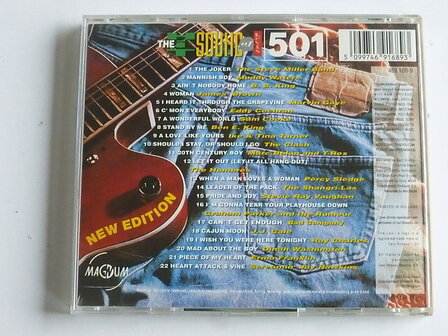 THE SOUND of 501
5 099746 916893
469 168-9
1 THE JOKER The Steve Miller Band
2 MANNISH BOY Muddy Waters
3 AIN'T NOBODY HOME B. B. King
4 WOMAN James Brown
5 I HEARD IT THROUGH THE GRAPEVINE Marvin Gaye
6 C'MON EVERYBODY Eddy Cochran
7 A WONDERFUL WORLD Sam Cooke
8 STAND BY ME Ben E. King
9 A LOVE LIKE YOURS Ike & Tina Turner
10 SHOULD I STAY, OR SHOULD I GO The Clash
11 20TH CENTURY BOY Marc Bolan and T-Rex
12 LET IT OUT (LET IT ALL HANG OUT)
The Hombres
13 WHEN A MAN LOVES A WOMAN Percy Sledge
14 LEADER OF THE PACK The Shangri-Las
15 PRIDE AND JOY Stevie Ray Vaughan
16 I'M GONNA TEAR YOUR PLAYHOUSE DOWN
Graham Parker and the Rumour
17 CAN'T GET ENOUGH Bad Company
18 CAJUN MOON J.J. Cale
19 I WISH YOU WERE HERE TONIGHT Ray Charles
20 MAD ABOUT THE BOY Dinah Washington
21 PIECE OF MY HEART Erma Franklin
22 HEART ATTACK & VINE Screamin' Jay Hawkins
NEW EDITION
MAGNUM